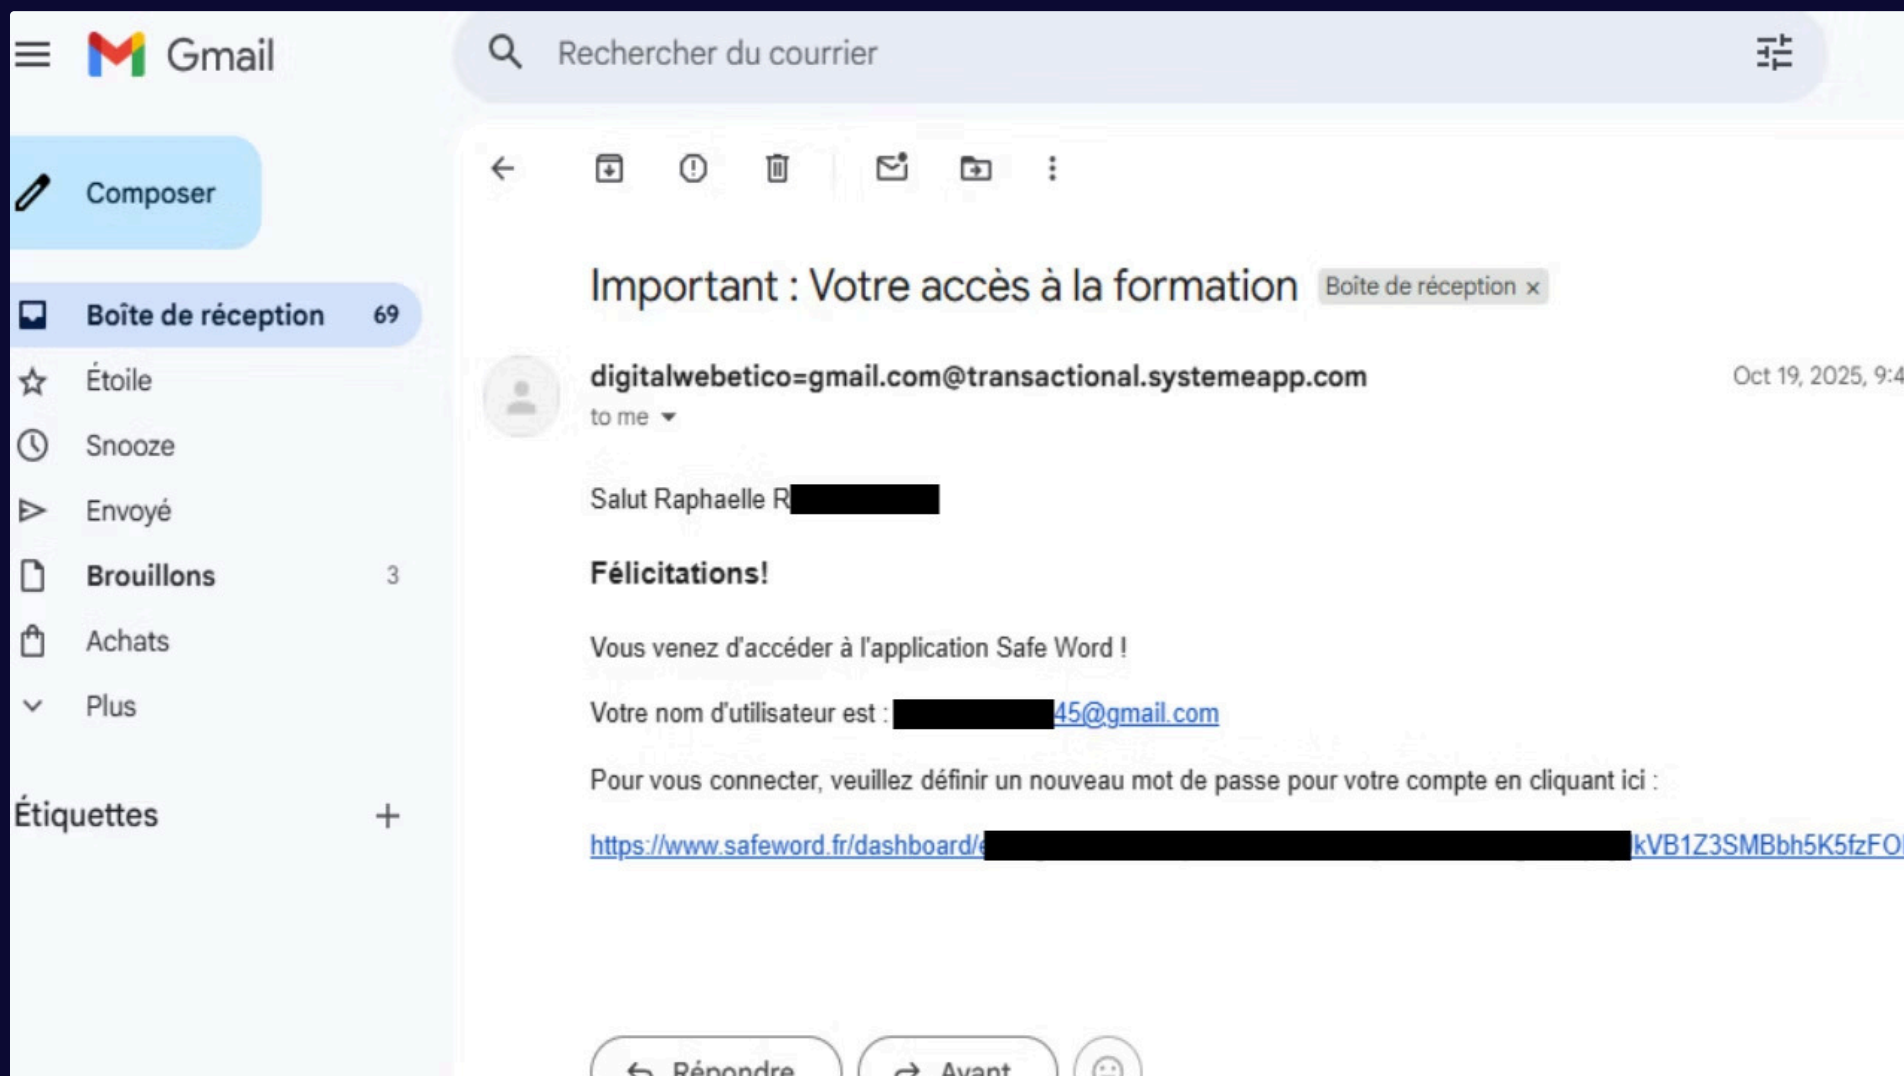 Gmail
Rechercher du courrier
Composer
Boîte de réception 69
Étoile
Snooze
Envoyé
Brouillons 3
Achats
Plus
Étiquettes
Important : Votre accès à la formation Boîte de réception ×
digitalwebetico=gmail.com@transactional.systemeapp.com
Oct 19, 2025, 9:4
to me
Salut Raphaelle R
Félicitations!
Vous venez d'accéder à l'application Safe Word !
Votre nom d'utilisateur est : 45@gmail.com
Pour vous connecter, veuillez définir un nouveau mot de passe pour votre compte en cliquant ici :
https://www.safeword.fr/dashboard/ kVB1Z3SMBbh5K5fzFO
Répondre
Avant